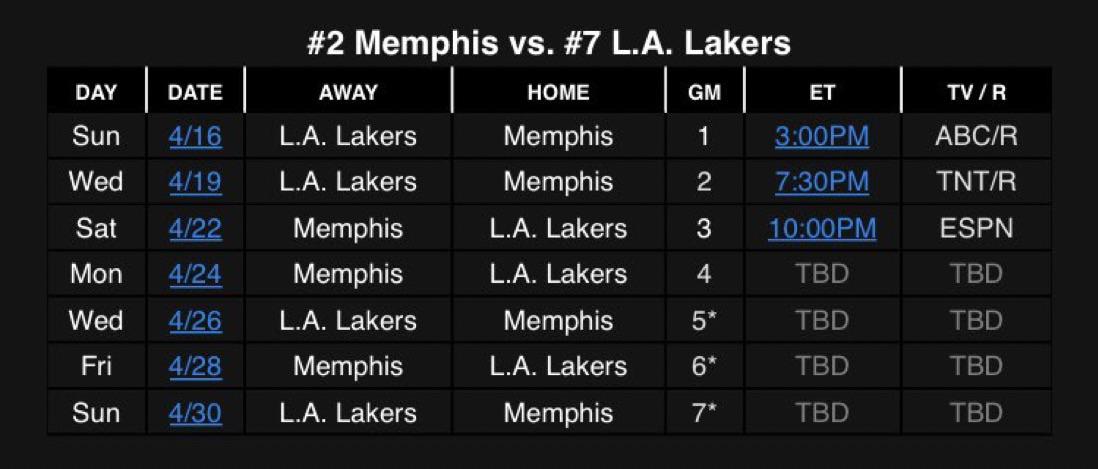 #2 Memphis vs. #7 L.A. Lakers
DAY DATE AWAY HOME GM ET TV / R
Sun 4/16 L.A. Lakers Memphis 1 3:00PM ABC/R
Wed 4/19 L.A. Lakers Memphis 2 7:30PM TNT/R
Sat 4/22 Memphis L.A. Lakers 3 10:00PM ESPN
Mon 4/24 Memphis L.A. Lakers 4 TBD TBD
Wed 4/26 L.A. Lakers Memphis 5* TBD TBD
Fri 4/28 Memphis L.A. Lakers 6* TBD TBD
Sun 4/30 L.A. Lakers Memphis 7* TBD TBD